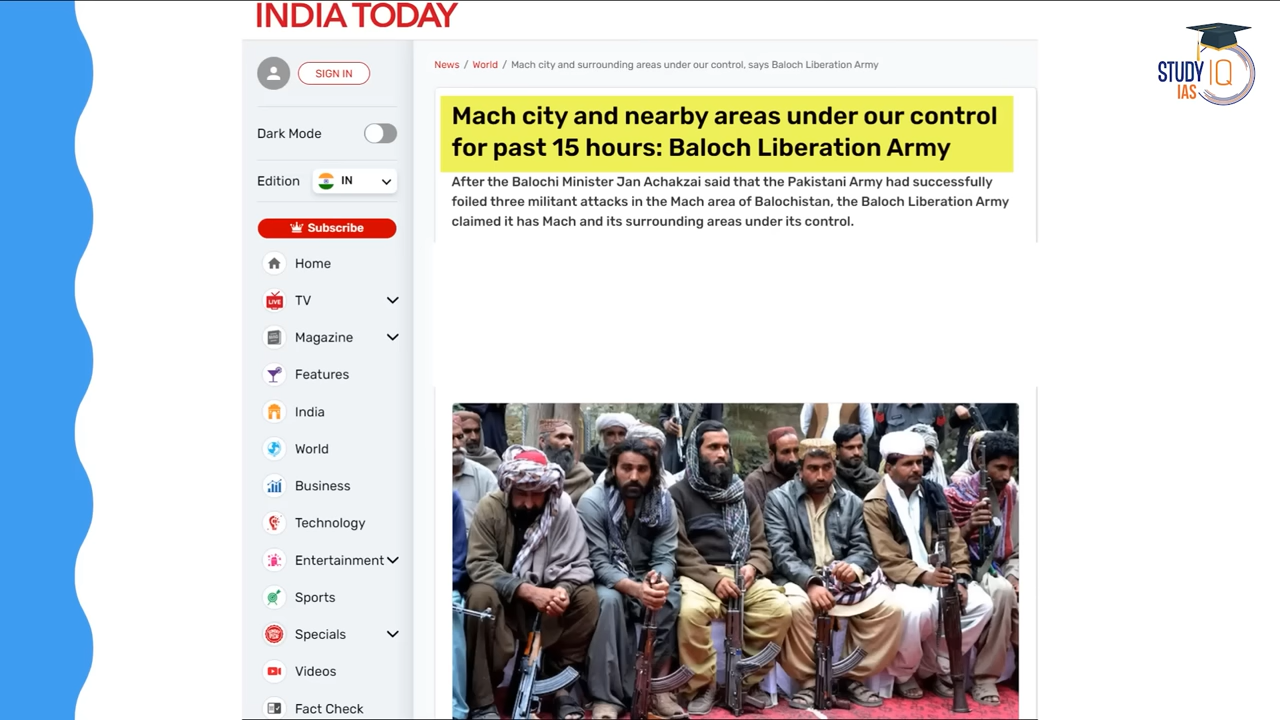 INDIA TODAY
STUDY IQ
IAS
SIGN IN
Dark Mode
Edition
IN
Subscribe
Home
LIVE
TV
Magazine
Features
India
World
Business
Technology
Entertainment
Sports
Specials
Videos
Fact Check
News / World / Mach city and surrounding areas under our control, says Baloch Liberation Army
Mach city and nearby areas under our control
for past 15 hours: Baloch Liberation Army
After the Balochi Minister Jan Achakzai said that the Pakistani Army had successfully
foiled three militant attacks in the Mach area of Balochistan, the Baloch Liberation Army
claimed it has Mach and its surrounding areas under its control.